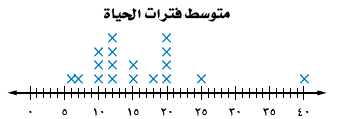 متوسط فترات الحياة
٠ ٥ ١٠ ١٥ ٢٠ ٢٥ ٣٠ ٣٥ ٤٠